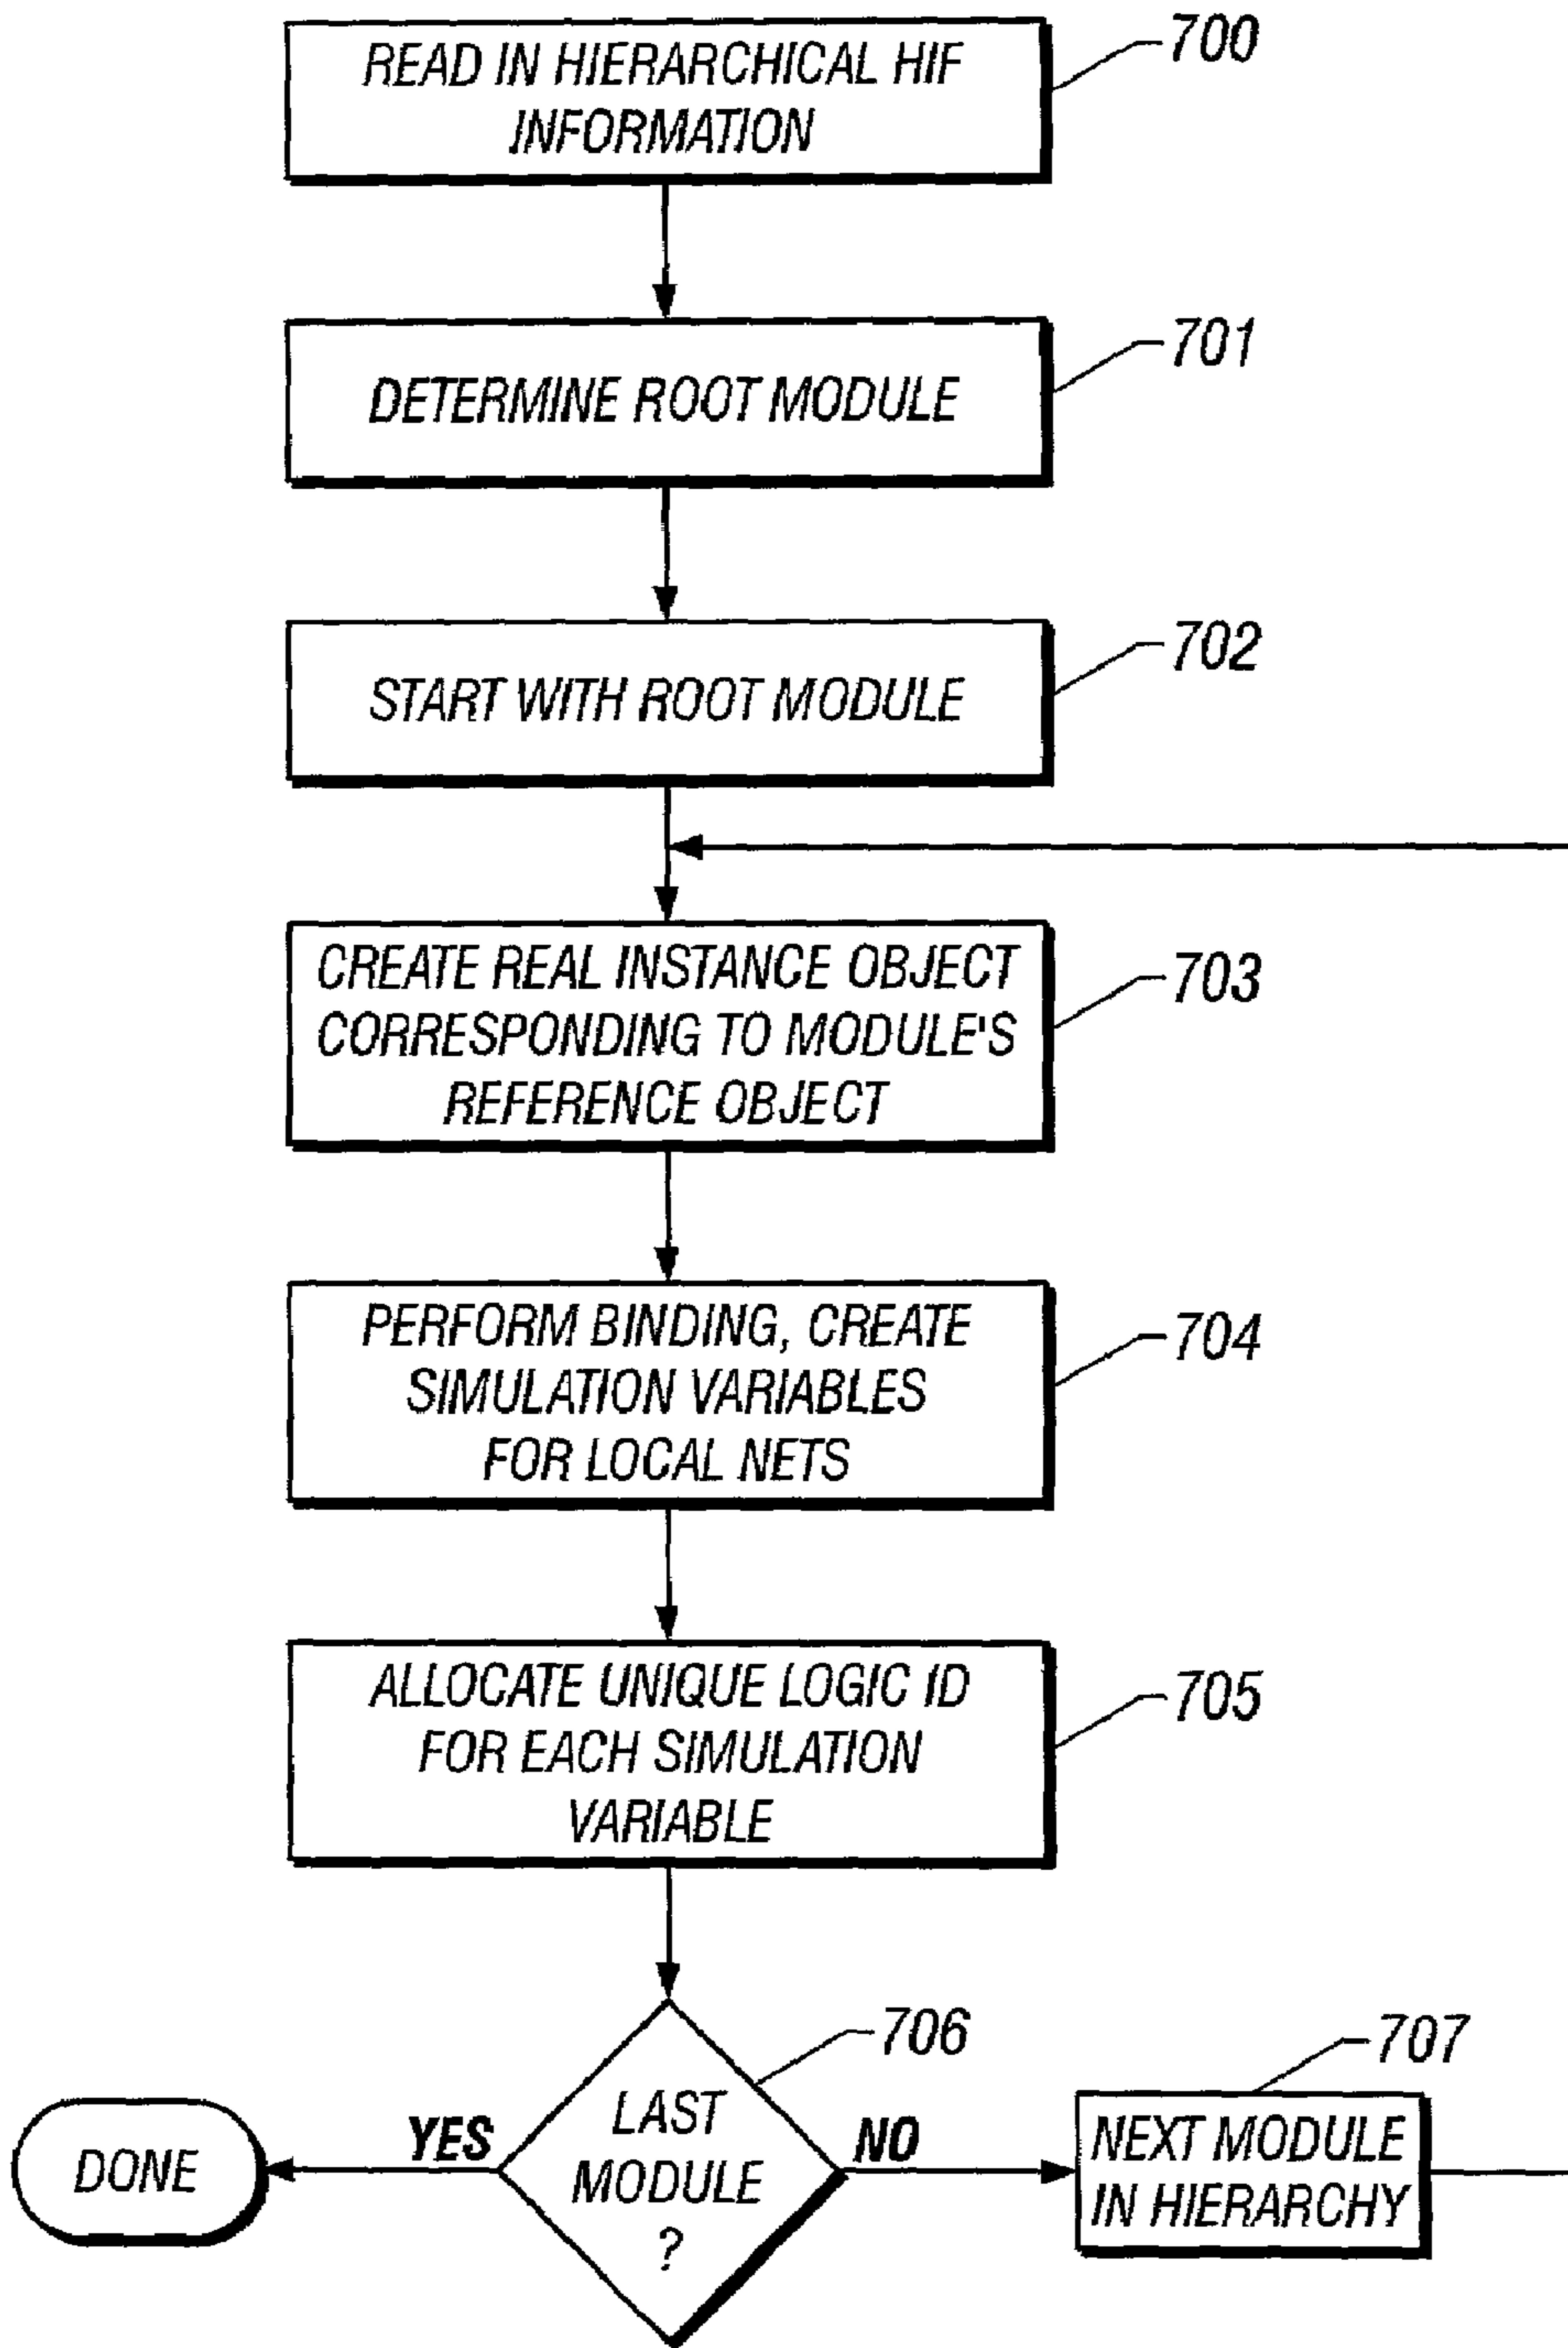 READ IN HIERARCHICAL HIF
INFORMATION
700
DETERMINE ROOT MODULE
701
START WITH ROOT MODULE
702
CREATE REAL INSTANCE OBJECT
CORRESPONDING TO MODULE'S
REFERENCE OBJECT
703
PERFORM BINDING, CREATE
SIMULATION VARIABLES
FOR LOCAL NETS
704
ALLOCATE UNIQUE LOGIC ID
FOR EACH SIMULATION
VARIABLE
705
LAST
MODULE
?
706
YES
DONE
NO
NEXT MODULE
IN HIERARCHY
707